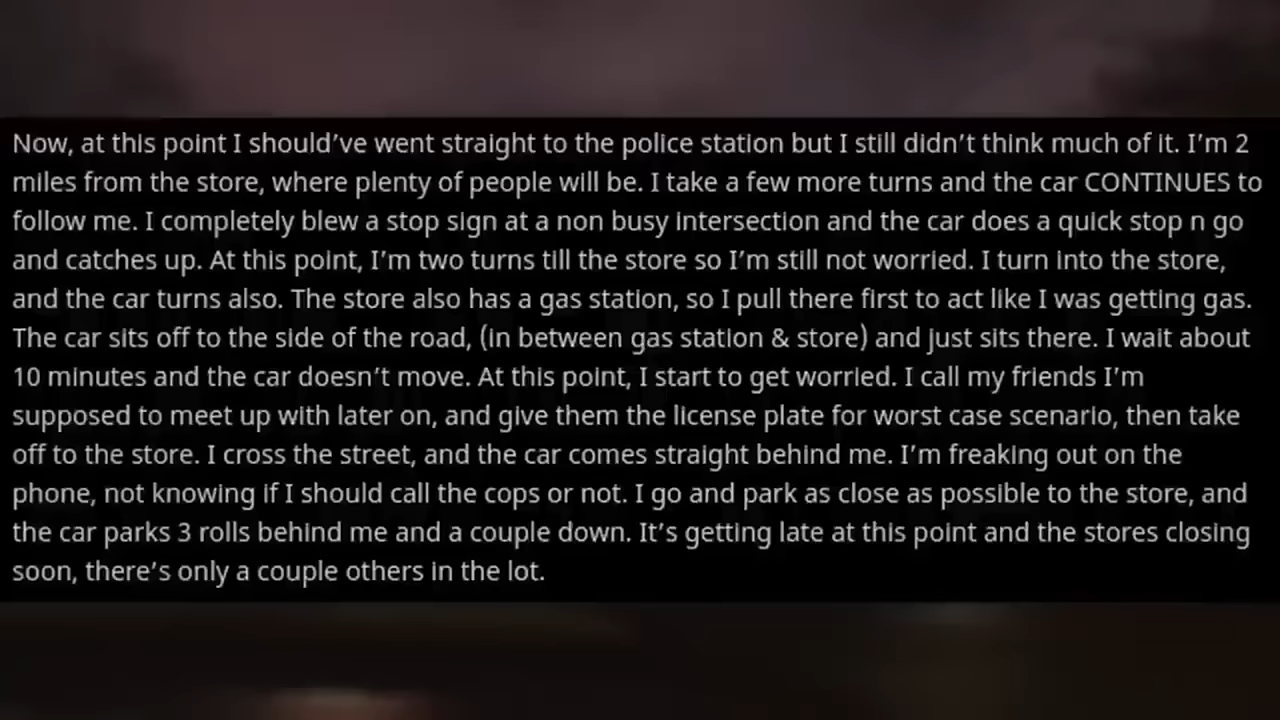 Now, at this point I should've went straight to the police station but I still didn't think much of it. I'm 2
miles from the store, where plenty of people will be. I take a few more turns and the car CONTINUES to
follow me. I completely blew a stop sign at a non busy intersection and the car does a quick stop n go
and catches up. At this point, I'm two turns till the store so I'm still not worried. I turn into the store,
and the car turns also. The store also has a gas station, so I pull there first to act like I was getting gas.
The car sits off to the side of the road, (in between gas station & store) and just sits there. I wait about
10 minutes and the car doesn't move. At this point, I start to get worried. I call my friends I'm
supposed to meet up with later on, and give them the license plate for worst case scenario, then take
off to the store. I cross the street, and the car comes straight behind me. I'm freaking out on the
phone, not knowing if I should call the cops or not. I go and park as close as possible to the store, and
the car parks 3 rolls behind me and a couple down. It's getting late at this point and the stores closing
soon, there's only a couple others in the lot.